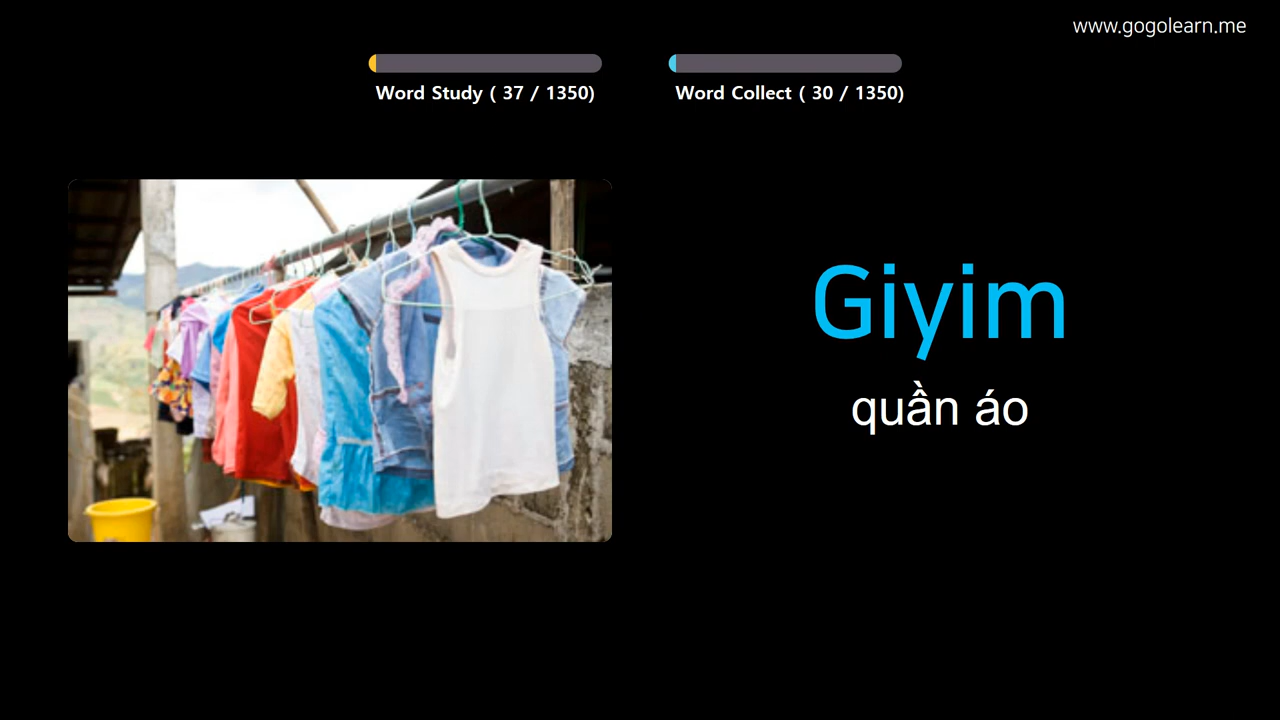 www.gogolearn.me
Word Study ( 37 / 1350)
Word Collect ( 30 / 1350)
Giyim
quần áo